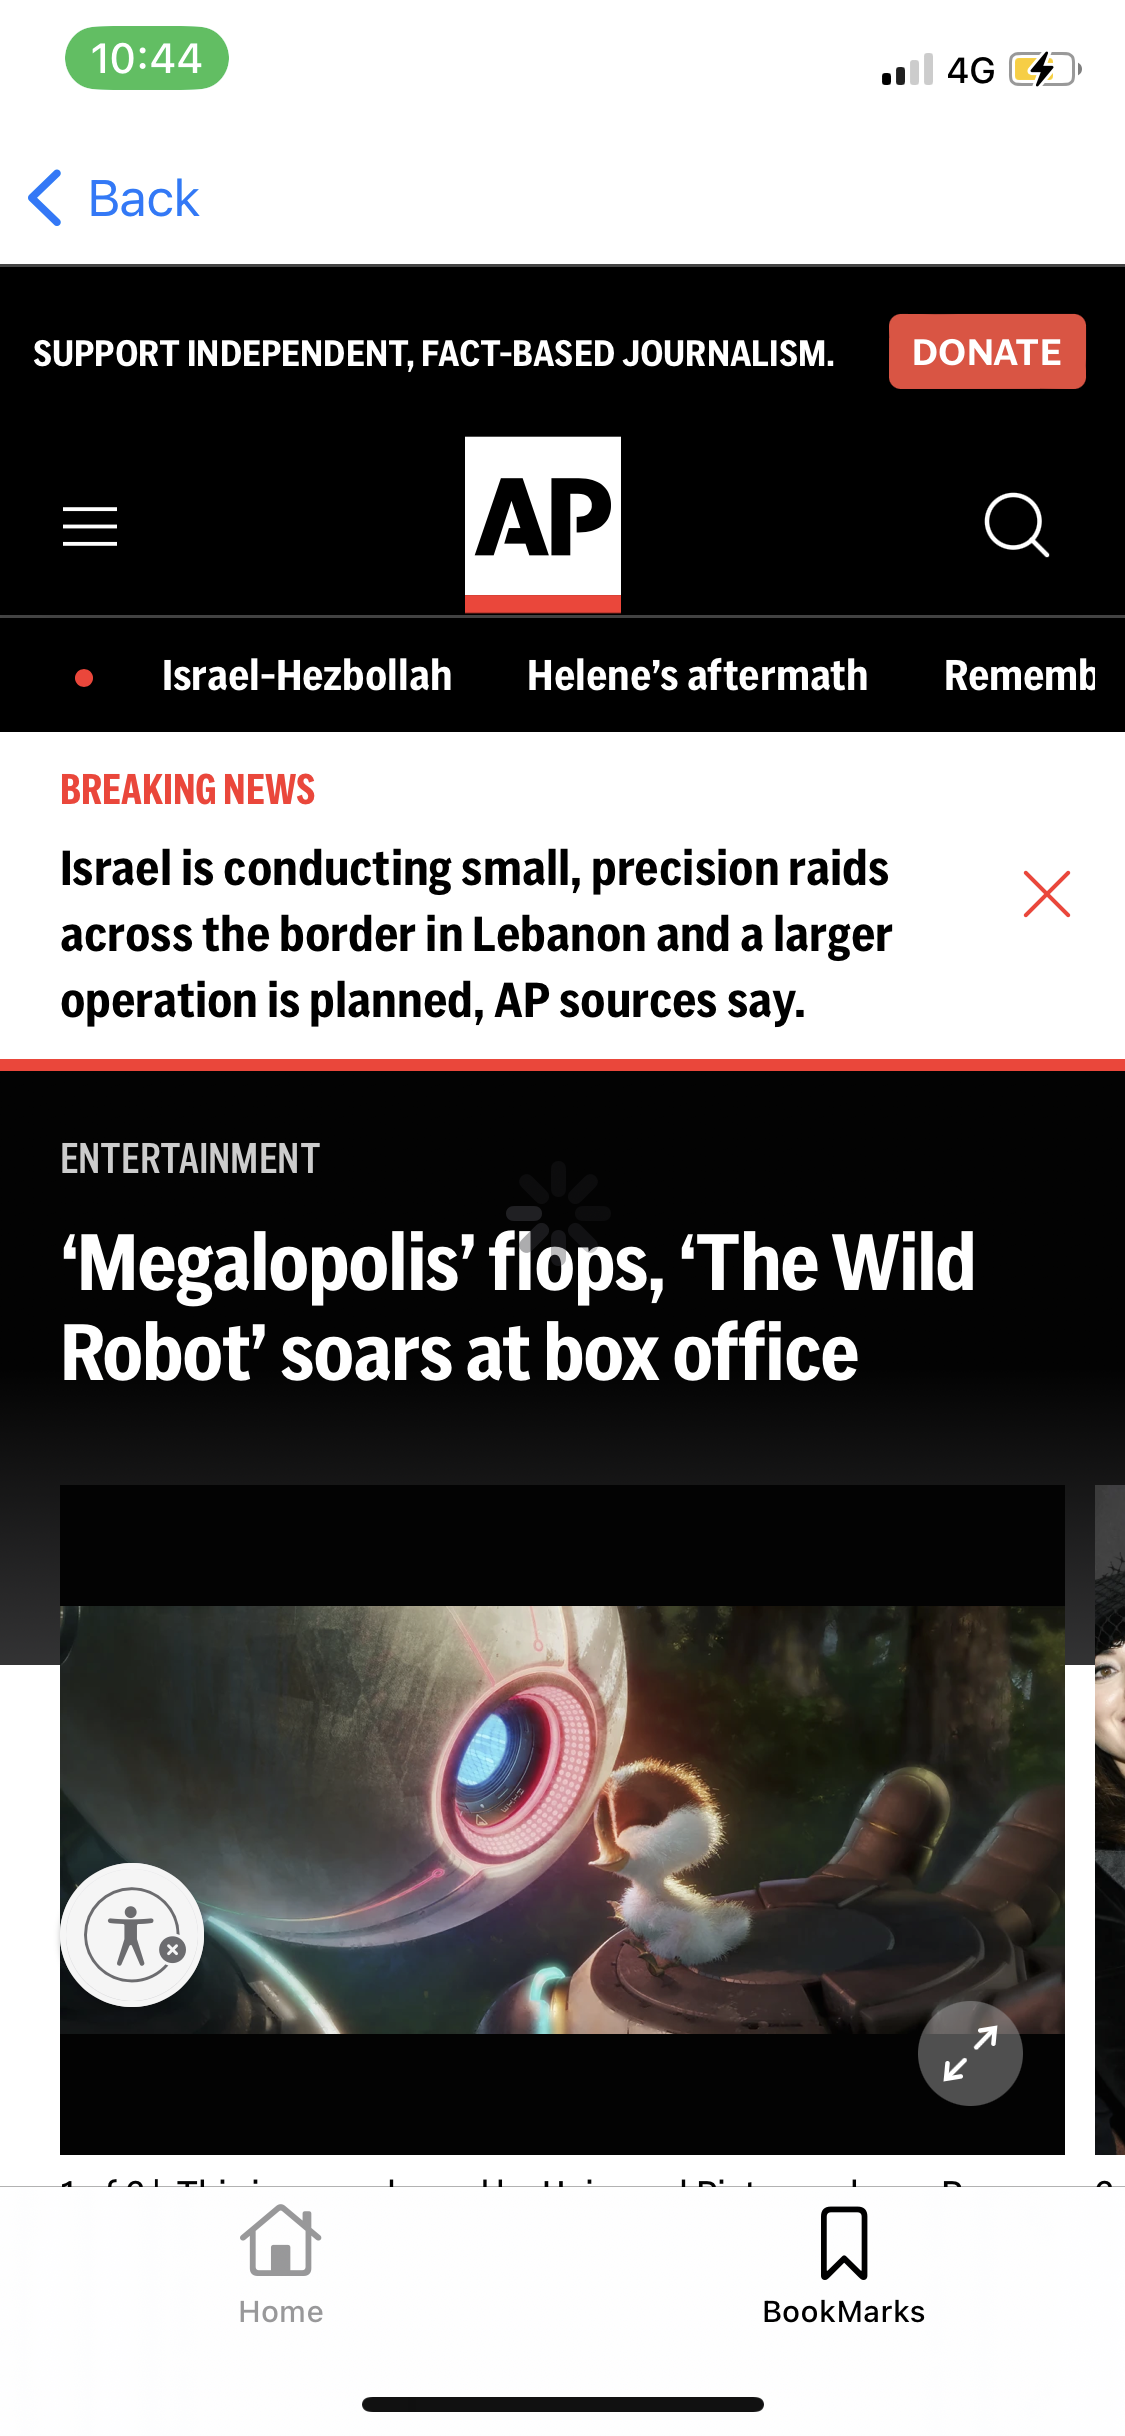 10:44
4G
Back
SUPPORT INDEPENDENT, FACT-BASED JOURNALISM.
DONATE
AP
Israel-Hezbollah
Helene’s aftermath
Rememb
BREAKING NEWS
Israel is conducting small, precision raids
across the border in Lebanon and a larger
operation is planned, AP sources say.
ENTERTAINMENT
‘Megalopolis’ flops, ‘The Wild
Robot’ soars at box office
Home
BookMarks